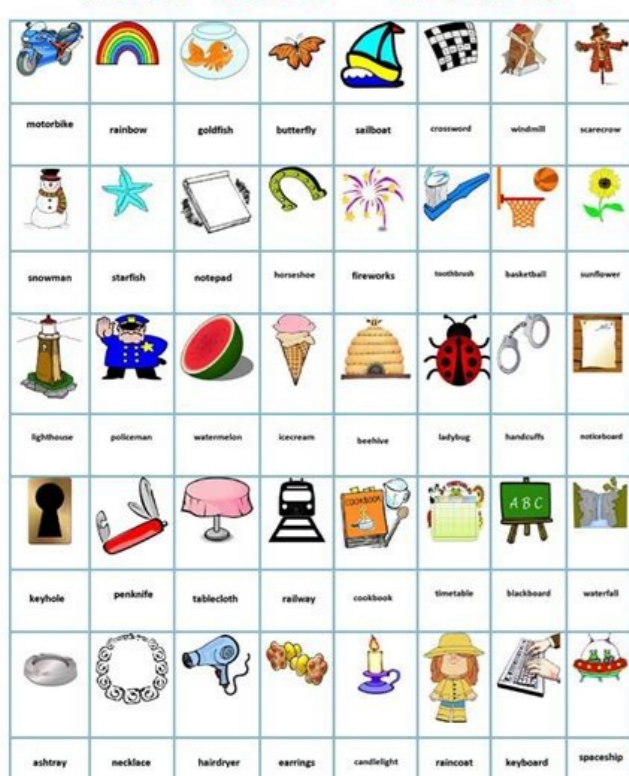 motorbike rainbow goldfish butterfly sailboat crossword windmill scarecrow
snowman starfish notepad horseshoe fireworks toothbrush basketball sunflower
lighthouse policeman watermelon icecream beehive ladybug handcuffs noticeboard
COOKBOOK
A B C
keyhole penknife tablecloth railway cookbook timetable blackboard waterfall
ashtray necklace hairdryer earrings candlelight raincoat keyboard spaceship